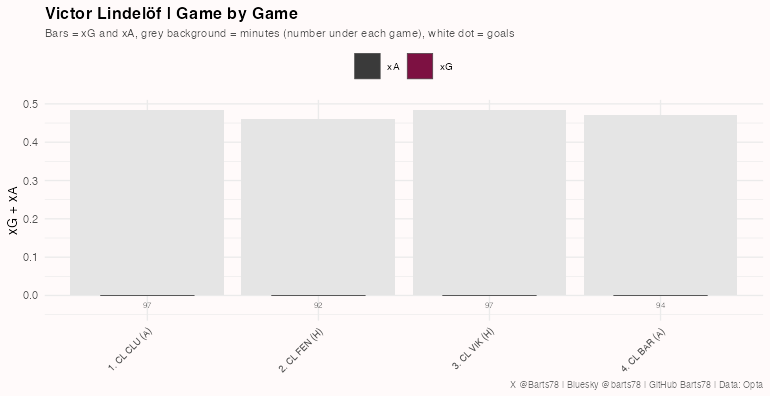 Victor Lindelöf | Game by Game
Bars = xG and xA, grey background = minutes (number under each game), white dot = goals
xA xG
xG + xA
0.5
0.4
0.3
0.2
0.1
0.0
97 92 97 94
1. CL CLU (A)
2. CL FEN (H)
3. CL VIK (H)
4. CL BAR (A)
X @Barts78 | Bluesky @barts78 | GitHub Barts78 | Data: Opta